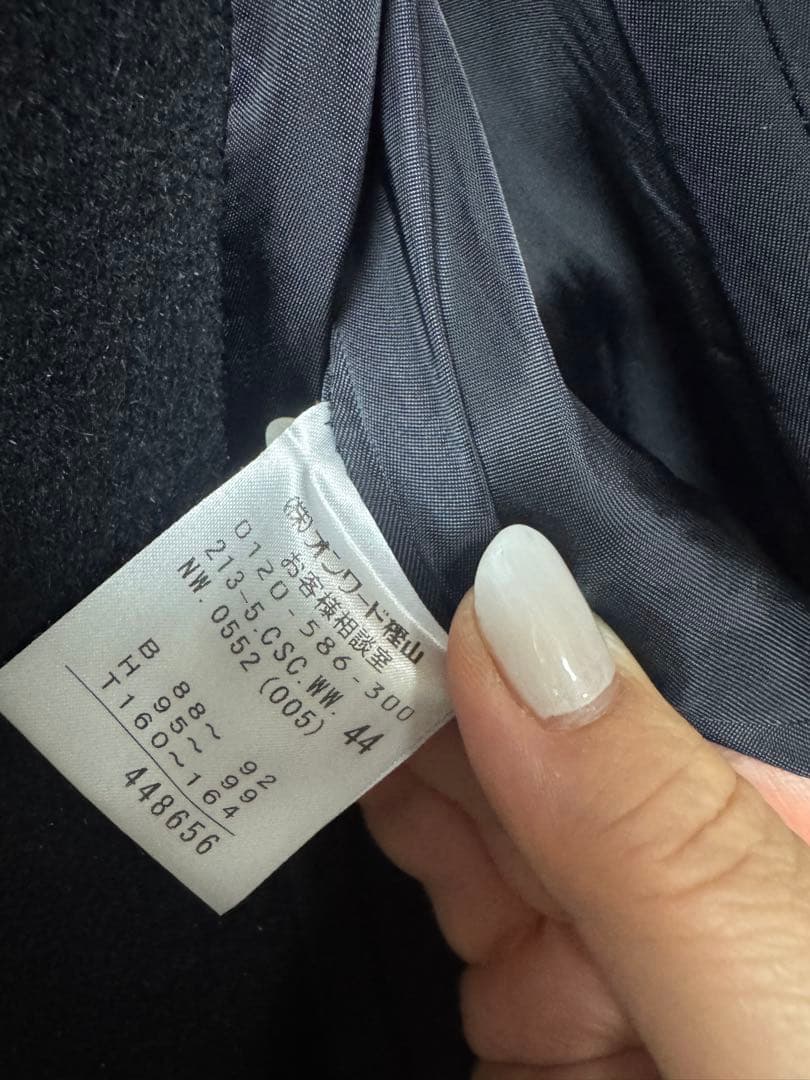 (株)オンワード樫山
お客様相談室
0120-586-300
213-5.CSC.WW. 44
NW. 0552 (005)
B 88~ 92
H 95~ 99
T160~164
448656